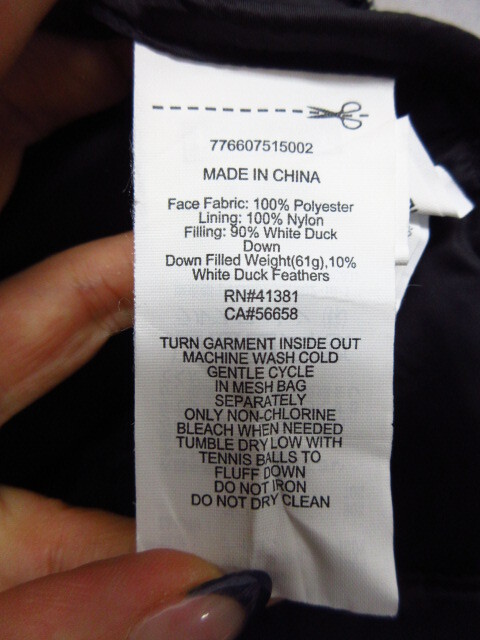 776607515002
MADE IN CHINA
Face Fabric: 100% Polyester
Lining: 100% Nylon
Filling: 90% White Duck
Down
Down Filled Weight(61g),10%
White Duck Feathers
RN#41381
CA#56658
TURN GARMENT INSIDE OUT
MACHINE WASH COLD
GENTLE CYCLE
IN MESH BAG
SEPARATELY
ONLY NON-CHLORINE
BLEACH WHEN NEEDED
TUMBLE DRY LOW WITH
TENNIS BALLS TO
FLUFF DOWN
DO NOT IRON
DO NOT DRY CLEAN